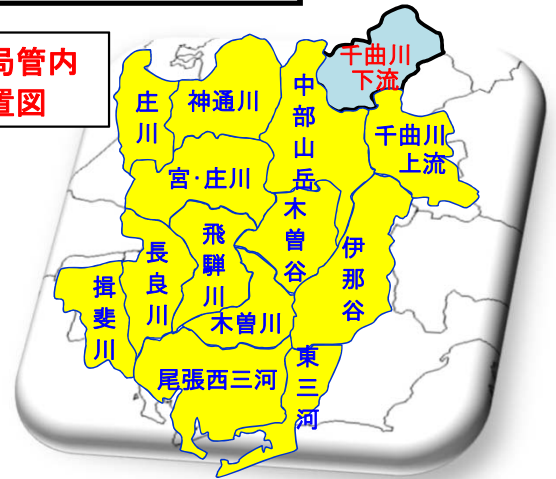 局管内
置図
千曲川
下流
中部山岳
庄川
神通川
千曲川
上流
宮・庄川
木曽谷
飛騨川
伊那谷
長良川
揖斐川
木曽川
東三河
尾張西三河